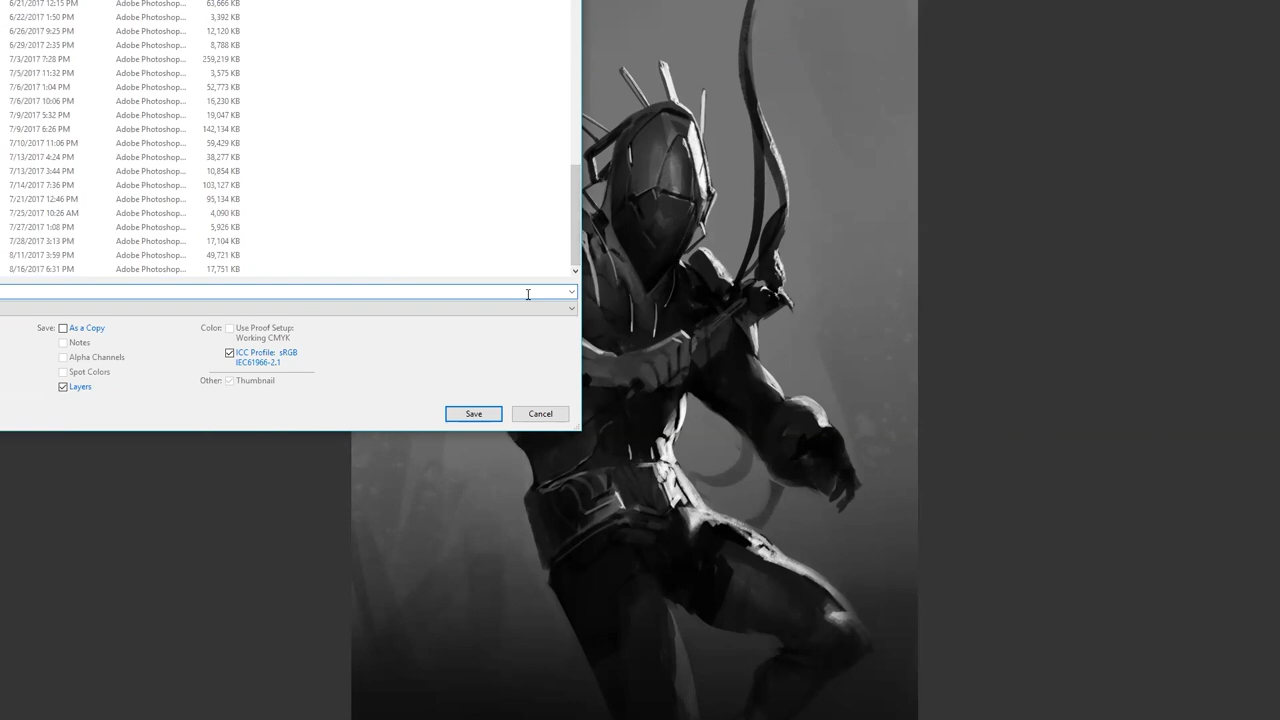 6/21/2017 12:15 PM Adobe Photoshop... 63,666 KB
6/22/2017 1:50 PM Adobe Photoshop... 3,392 KB
6/26/2017 9:25 PM Adobe Photoshop... 12,120 KB
6/29/2017 2:35 PM Adobe Photoshop... 8,788 KB
7/3/2017 7:28 PM Adobe Photoshop... 259,219 KB
7/5/2017 11:32 PM Adobe Photoshop... 3,575 KB
7/6/2017 1:04 PM Adobe Photoshop... 52,773 KB
7/6/2017 10:06 PM Adobe Photoshop... 16,230 KB
7/9/2017 5:32 PM Adobe Photoshop... 19,047 KB
7/9/2017 6:26 PM Adobe Photoshop... 142,134 KB
7/10/2017 11:06 PM Adobe Photoshop... 59,429 KB
7/13/2017 4:24 PM Adobe Photoshop... 38,277 KB
7/13/2017 3:44 PM Adobe Photoshop... 10,854 KB
7/14/2017 7:36 PM Adobe Photoshop... 103,127 KB
7/21/2017 12:46 PM Adobe Photoshop... 95,134 KB
7/25/2017 10:26 AM Adobe Photoshop... 4,090 KB
7/27/2017 1:08 PM Adobe Photoshop... 5,926 KB
7/28/2017 3:13 PM Adobe Photoshop... 17,104 KB
8/11/2017 3:59 PM Adobe Photoshop... 49,721 KB
8/16/2017 6:31 PM Adobe Photoshop... 17,751 KB
Save: As a Copy
Notes
Alpha Channels
Spot Colors
Layers
Color: Use Proof Setup:
Working CMYK
ICC Profile: sRGB
IEC61966-2.1
Other: Thumbnail
Save Cancel